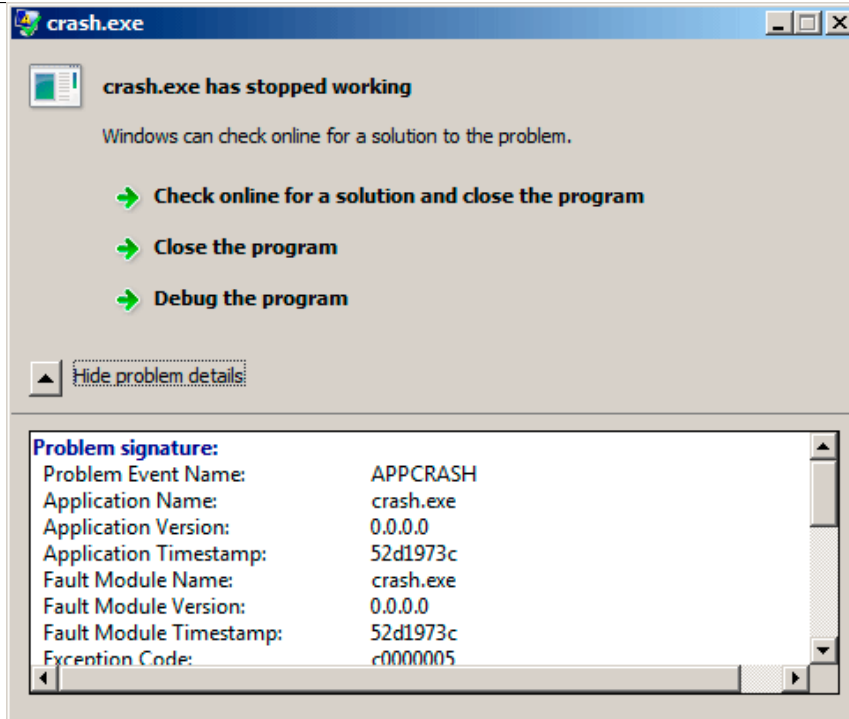 crash.exe
crash.exe has stopped working
Windows can check online for a solution to the problem.
Check online for a solution and close the program
Close the program
Debug the program
Hide problem details
Problem signature:
Problem Event Name: APPCRASH
Application Name: crash.exe
Application Version: 0.0.0.0
Application Timestamp: 52d1973c
Fault Module Name: crash.exe
Fault Module Version: 0.0.0.0
Fault Module Timestamp: 52d1973c
Exception Code: c0000005